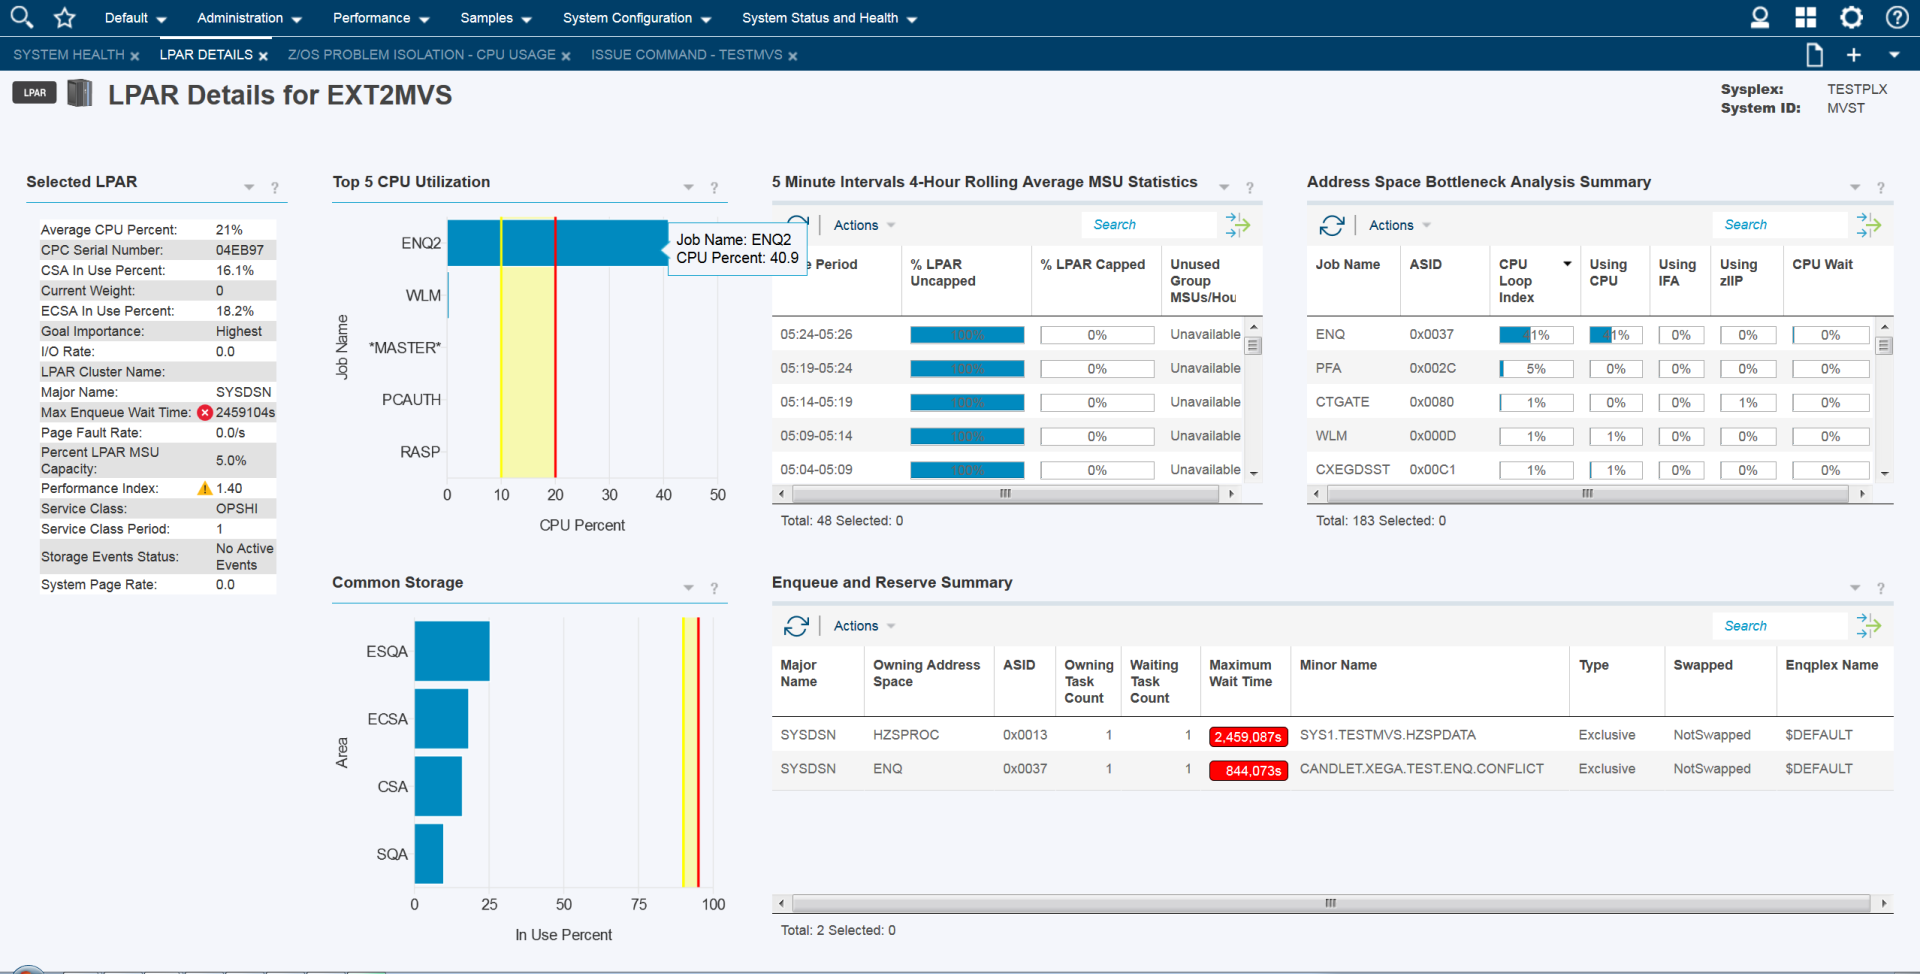 Default Administration Performance Samples System Configuration System Status and Health
SYSTEM HEALTH LPAR DETAILS Z/OS PROBLEM ISOLATION - CPU USAGE ISSUE COMMAND - TESTMVS
LPAR LPAR Details for EXT2MVS
Sysplex: TESTPLX
System ID: MVST
Selected LPAR
Average CPU Percent: 21%
CPC Serial Number: 04EB97
CSA In Use Percent: 16.1%
Current Weight: 0
ECSA In Use Percent: 18.2%
Goal Importance: Highest
I/O Rate: 0.0
LPAR Cluster Name:
Major Name: SYSDSN
Max Enqueue Wait Time: 2459104s
Page Fault Rate: 0.0/s
Percent LPAR MSU
Capacity: 5.0%
Performance Index: 1.40
Service Class: OPSHI
Service Class Period: 1
Storage Events Status: No Active
Events
System Page Rate: 0.0
Top 5 CPU Utilization
Job Name
ENQ2
WLM
*MASTER*
PCAUTH
RASP
0 10 20 30 40 50
CPU Percent
Job Name: ENQ2
CPU Percent: 40.9
5 Minute Intervals 4-Hour Rolling Average MSU Statistics
Actions Search
Period % LPAR % LPAR Capped Unused
Uncapped Group
MSUs/Hou
05:24-05:26 100% 0% Unavailable
05:19-05:24 100% 0% Unavailable
05:14-05:19 100% 0% Unavailable
05:09-05:14 100% 0% Unavailable
05:04-05:09 100% 0% Unavailable
Total: 48 Selected: 0
Address Space Bottleneck Analysis Summary
Actions Search
Job Name ASID CPU Using Using Using CPU Wait
Loop CPU IFA zIIP
Index
ENQ 0x0037 41% 41% 0% 0% 0%
PFA 0x002C 5% 0% 0% 0% 0%
CTGATE 0x0080 1% 0% 0% 1% 0%
WLM 0x000D 1% 1% 0% 0% 0%
CXEGDSST 0x00C1 1% 1% 0% 0% 0%
Total: 183 Selected: 0
Common Storage
Area
ESQA
ECSA
CSA
SQA
0 25 50 75 100
In Use Percent
Enqueue and Reserve Summary
Actions Search
Major Owning Address ASID Owning Waiting Maximum Minor Name Type Swapped Enqplex Name
Name Space Task Task Wait Time
Count Count
SYSDSN HZSPROC 0x0013 1 1 2,459,087s SYS1.TESTMVS.HZSPDATA Exclusive NotSwapped $DEFAULT
SYSDSN ENQ 0x0037 1 1 844,073s CANDLET.XEGA.TEST.ENQ.CONFLICT Exclusive NotSwapped $DEFAULT
Total: 2 Selected: 0